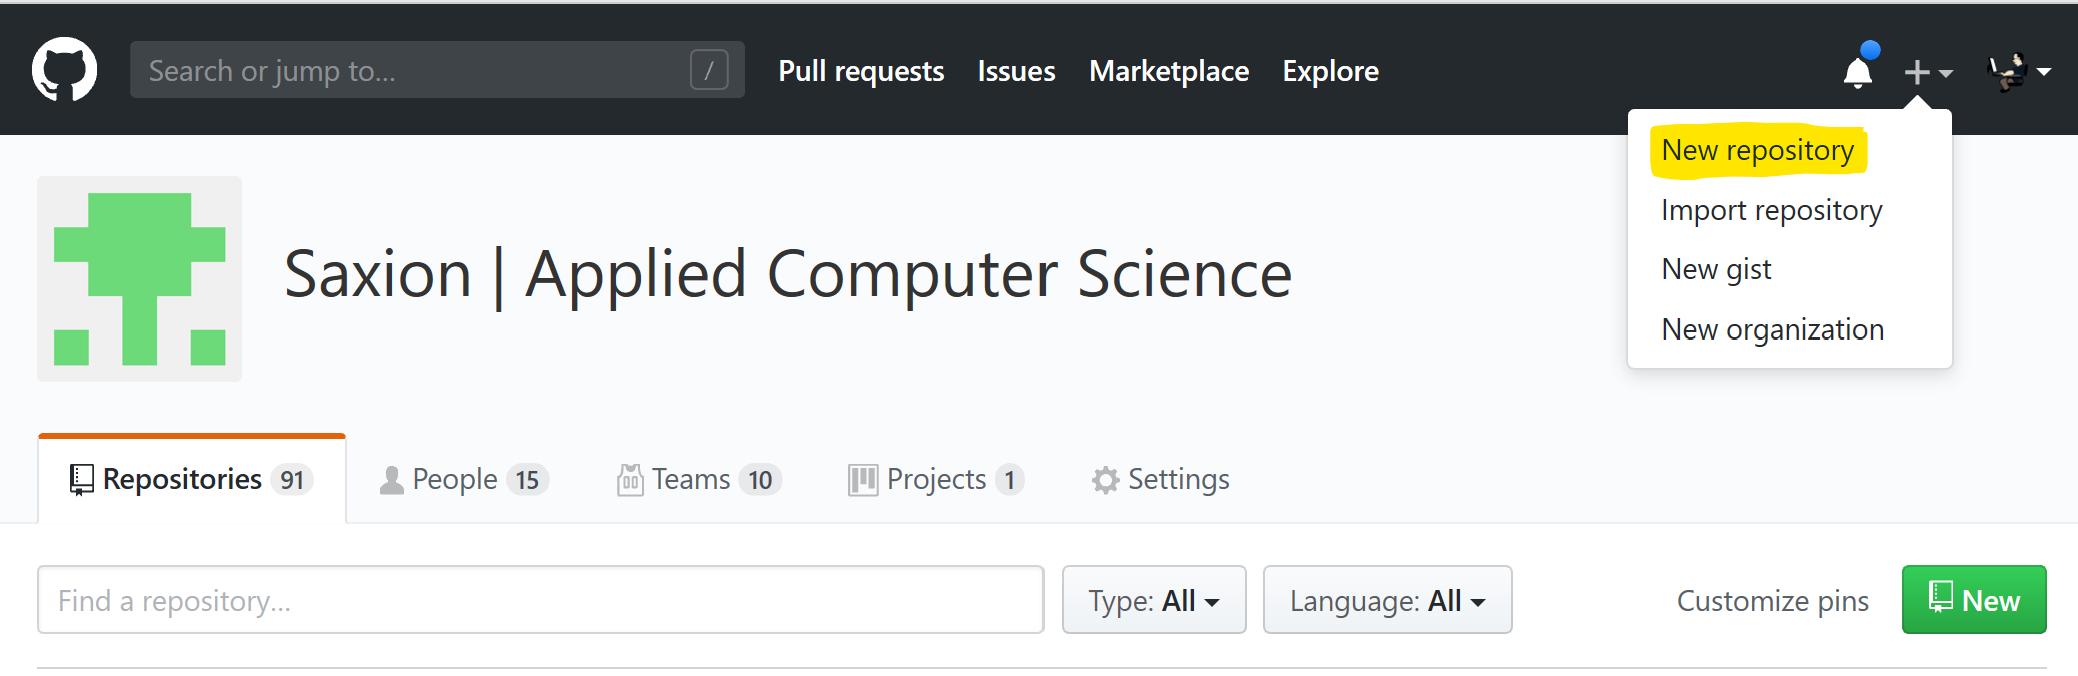 Search or jump to... /
Pull requests Issues Marketplace Explore
New repository
Import repository
New gist
New organization
Saxion | Applied Computer Science
Repositories 91 People 15 Teams 10 Projects 1 Settings
Find a repository... Type: All Language: All Customize pins New